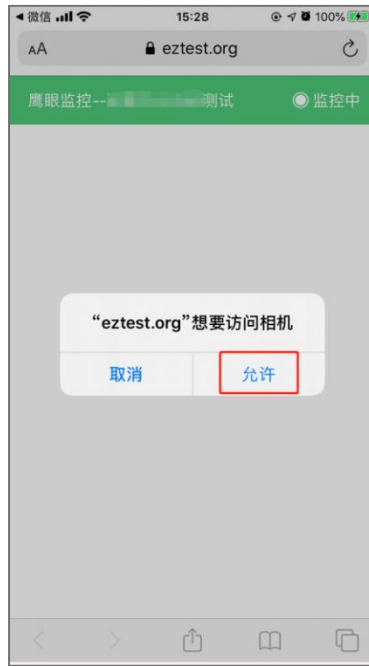 微信
15:28
100%
AA
eztest.org
鹰眼监控--
测试
监控中
“eztest.org”想要访问相机
取消
允许